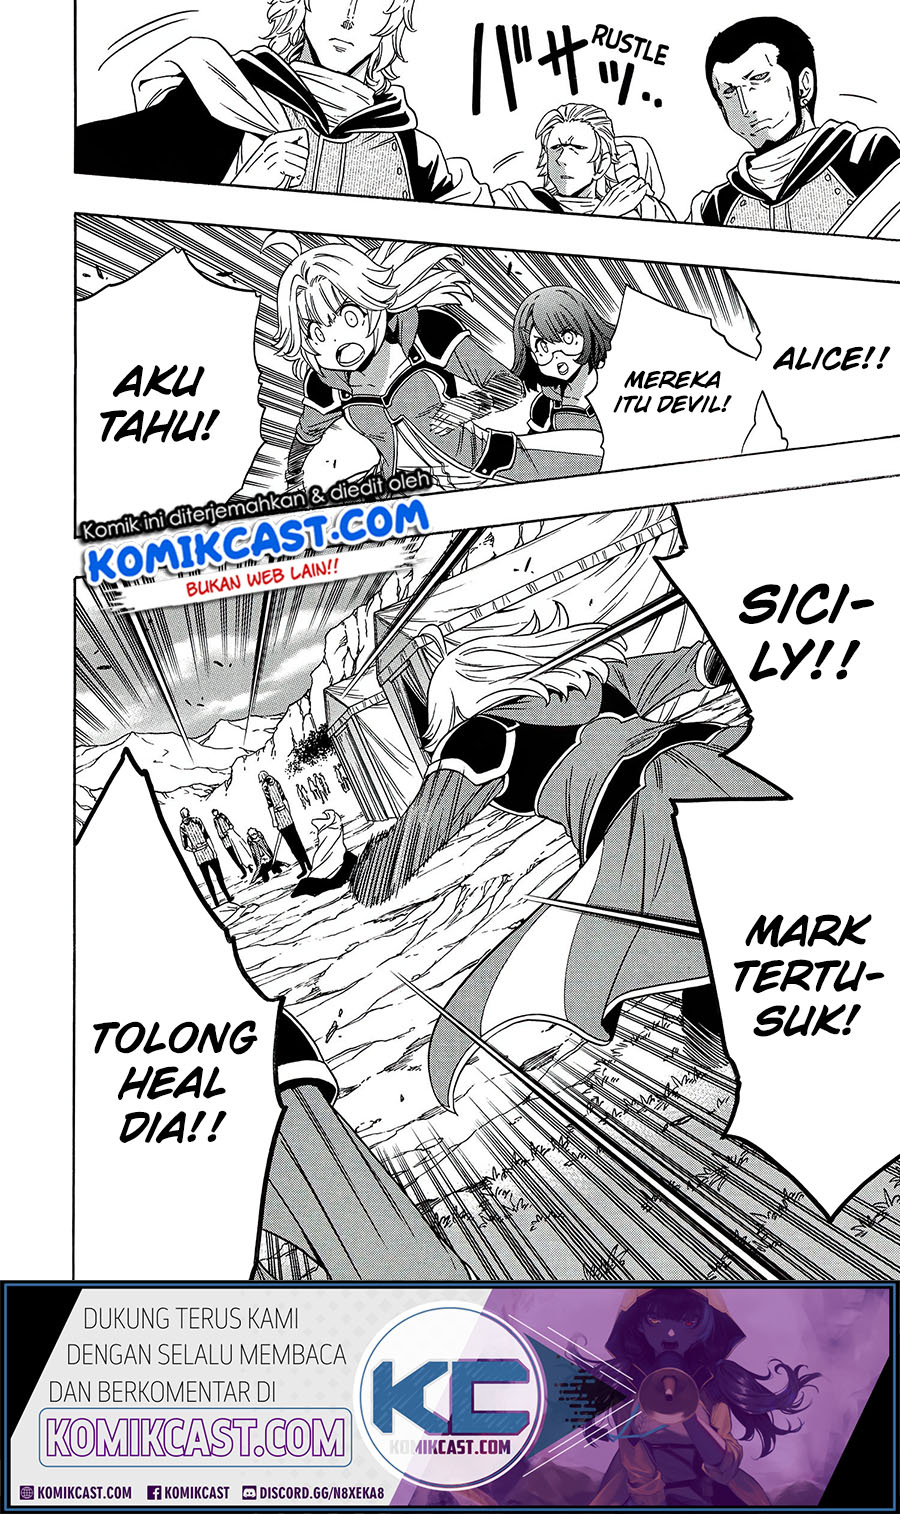 バサッ..
RUSTLE
ALICE!!
MEREKA
ITU DEVIL!
AKU
TAHU!
Komik ini diterjemahkan & diedit oleh
KOMIKCAST.COM
BUKAN WEB LAIN!!
SICI-
LY!!
MARK
TERTU-
SUK!
TOLONG
HEAL
DIA!!
DUKUNG TERUS KAMI
DENGAN SELALU MEMBACA
DAN BERKOMENTAR DI
KOMIKCAST.COM
KC
KOMIKCAST.COM
KOMIKCAST.COM
KOMIKCAST
DISCORD.GG/N8XEKA8